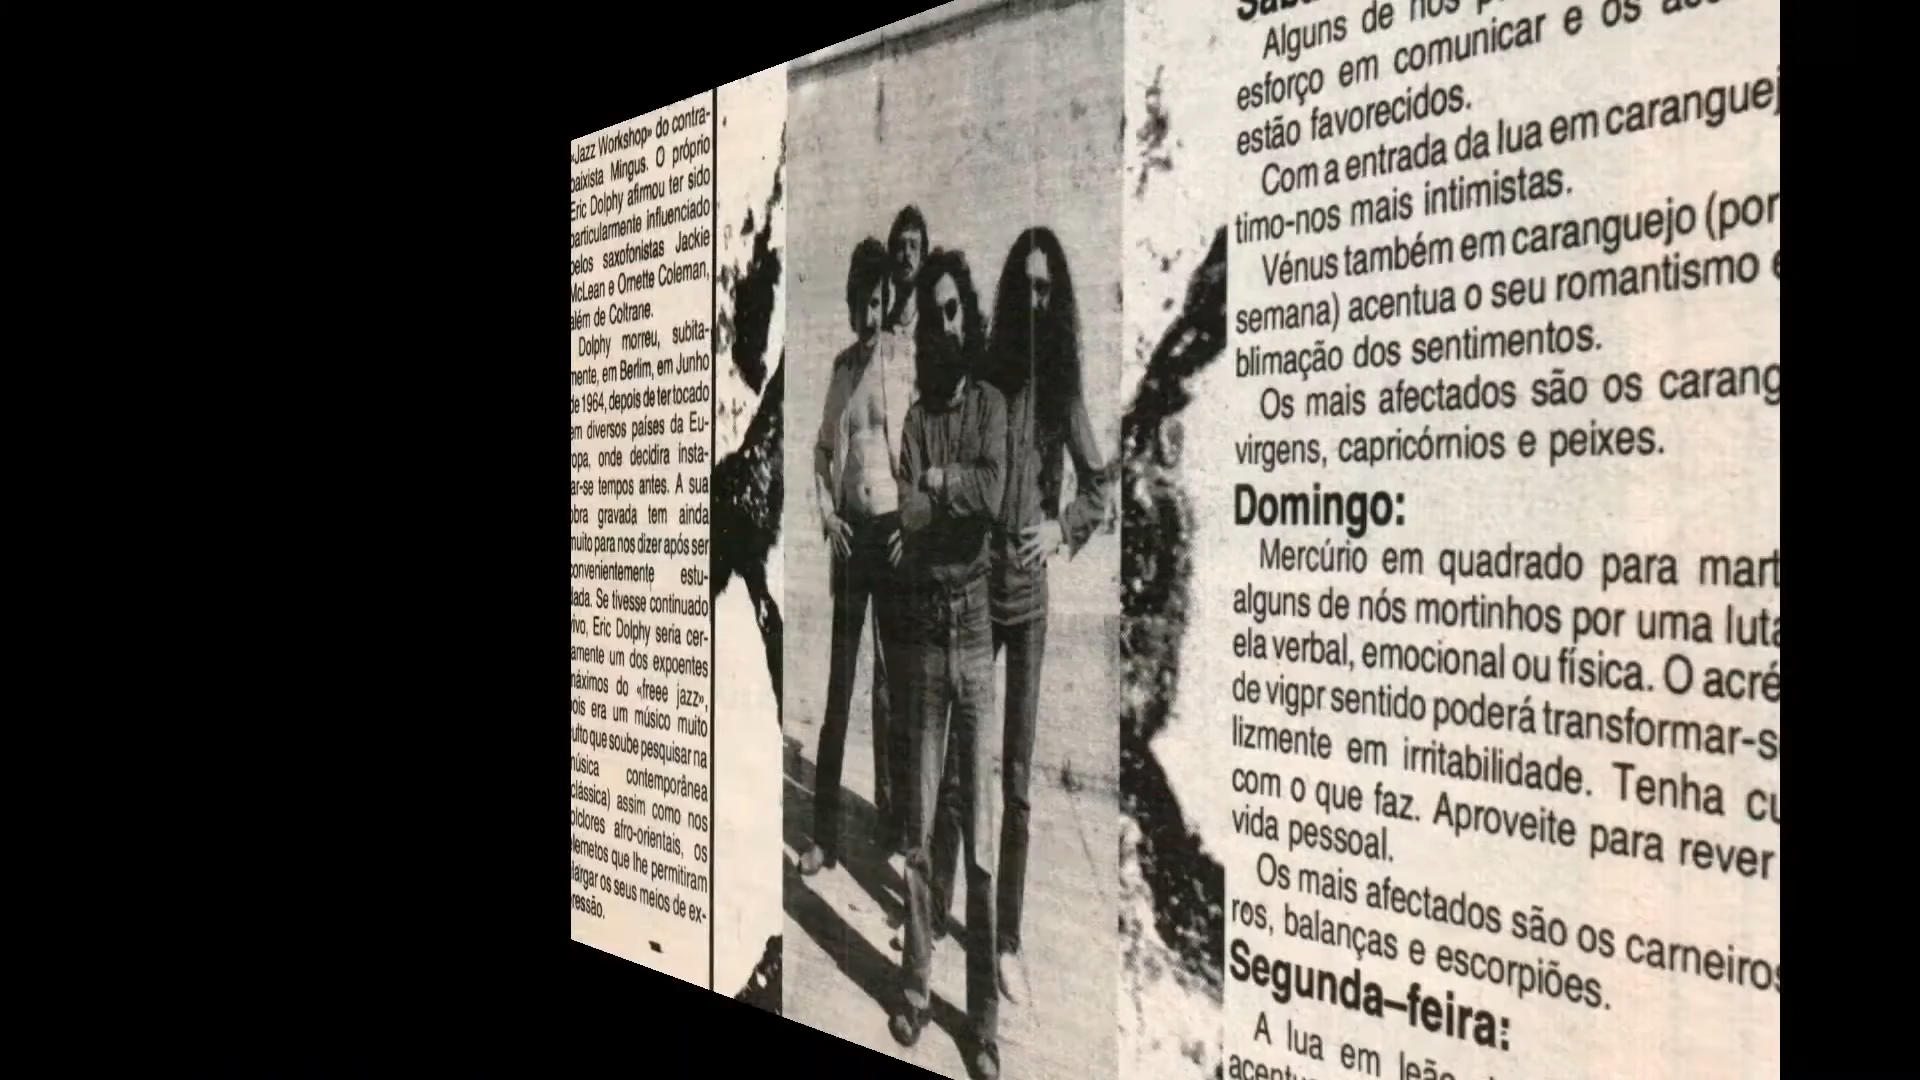 «Jazz Workshop» do contra-
baixista Mingus. O próprio
Eric Dolphy afirmou ter sido
particularmente influenciado
pelos saxofonistas Jackie
McLean e Ornette Coleman,
além de Coltrane.
Dolphy morreu, subita-
mente, em Berlim, em Junho
de 1964, depois de ter tocado
em diversos países da Eu-
ropa, onde decidira insta-
ar-se tempos antes. A sua
obra gravada tem ainda
muito para nos dizer após ser
convenientemente estu-
dada. Se tivesse continuado
vivo, Eric Dolphy seria cer-
amente um dos expoentes
máximos do «freee jazz»,
ois era um músico muito
ulto que soube pesquisar na
música contemporânea
clássica) assim como nos
olclores afro-orientais, os
lemetos que lhe permitiram
largar os seus meios de ex-
ressão.
Alguns de nós
esforço em comunicar e os
estão favorecidos.
Com a entrada da lua em caranguej
timo-nos mais intimistas.
Vénus também em caranguejo (por
semana) acentua o seu romantismo e
blimação dos sentimentos.
Os mais afectados são os carang
virgens, capricórnios e peixes.
Domingo:
Mercúrio em quadrado para mart
alguns de nós mortinhos por uma luta
ela verbal, emocional ou física. O acré
de vigpr sentido poderá transformar-s
lizmente em irritabilidade. Tenha cu
com o que faz. Aproveite para rever
vida pessoal.
Os mais afectados são os carneiros
ros, balanças e escorpiões.
Segunda–feira:
A lua em leão